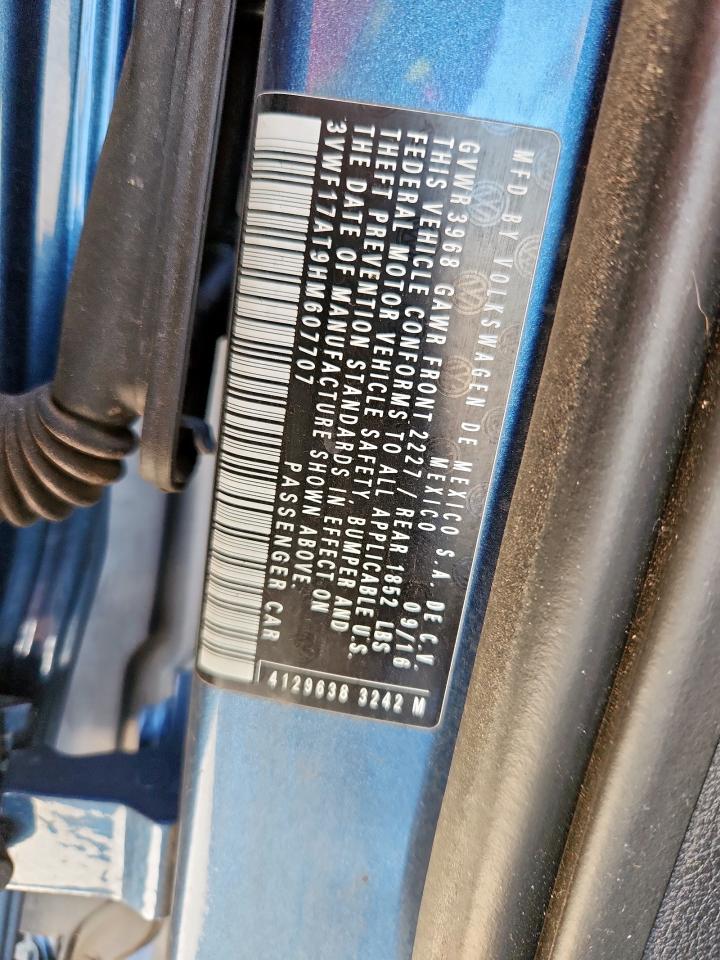 MFD BY VOLKSWAGEN DE MEXICO S.A. DE C.V.
MEXICO 09/16
GVWR 3968 GAWR FRONT 2227 / REAR 1852 LBS
THIS VEHICLE CONFORMS TO ALL APPLICABLE U.S.
FEDERAL MOTOR VEHICLE SAFETY, BUMPER AND
THEFT PREVENTION STANDARDS IN EFFECT ON
THE DATE OF MANUFACTURE SHOWN ABOVE.
3VWF17AT9HM607707 PASSENGER CAR
4129638 3242 M